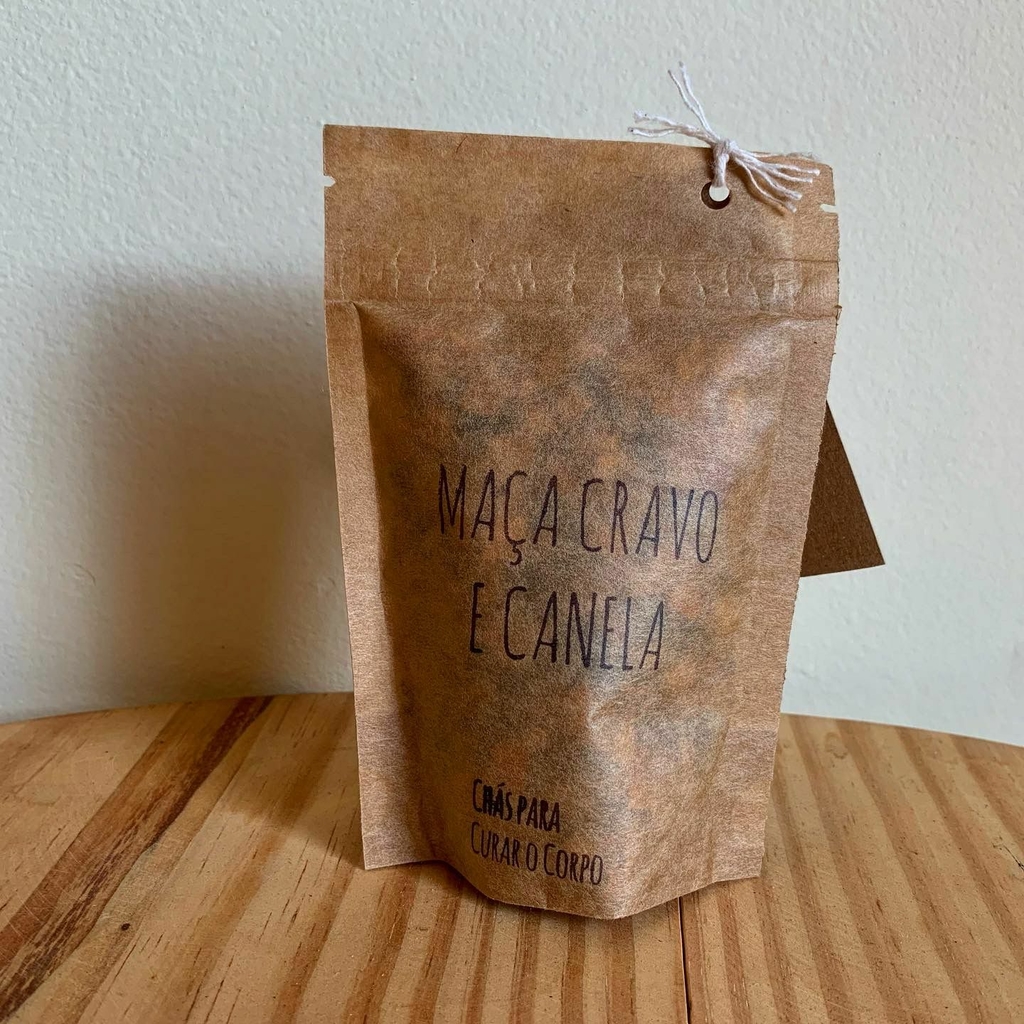 MAÇA CRAVO
E CANELA
CHÁS PARA
CURAR O CORPO